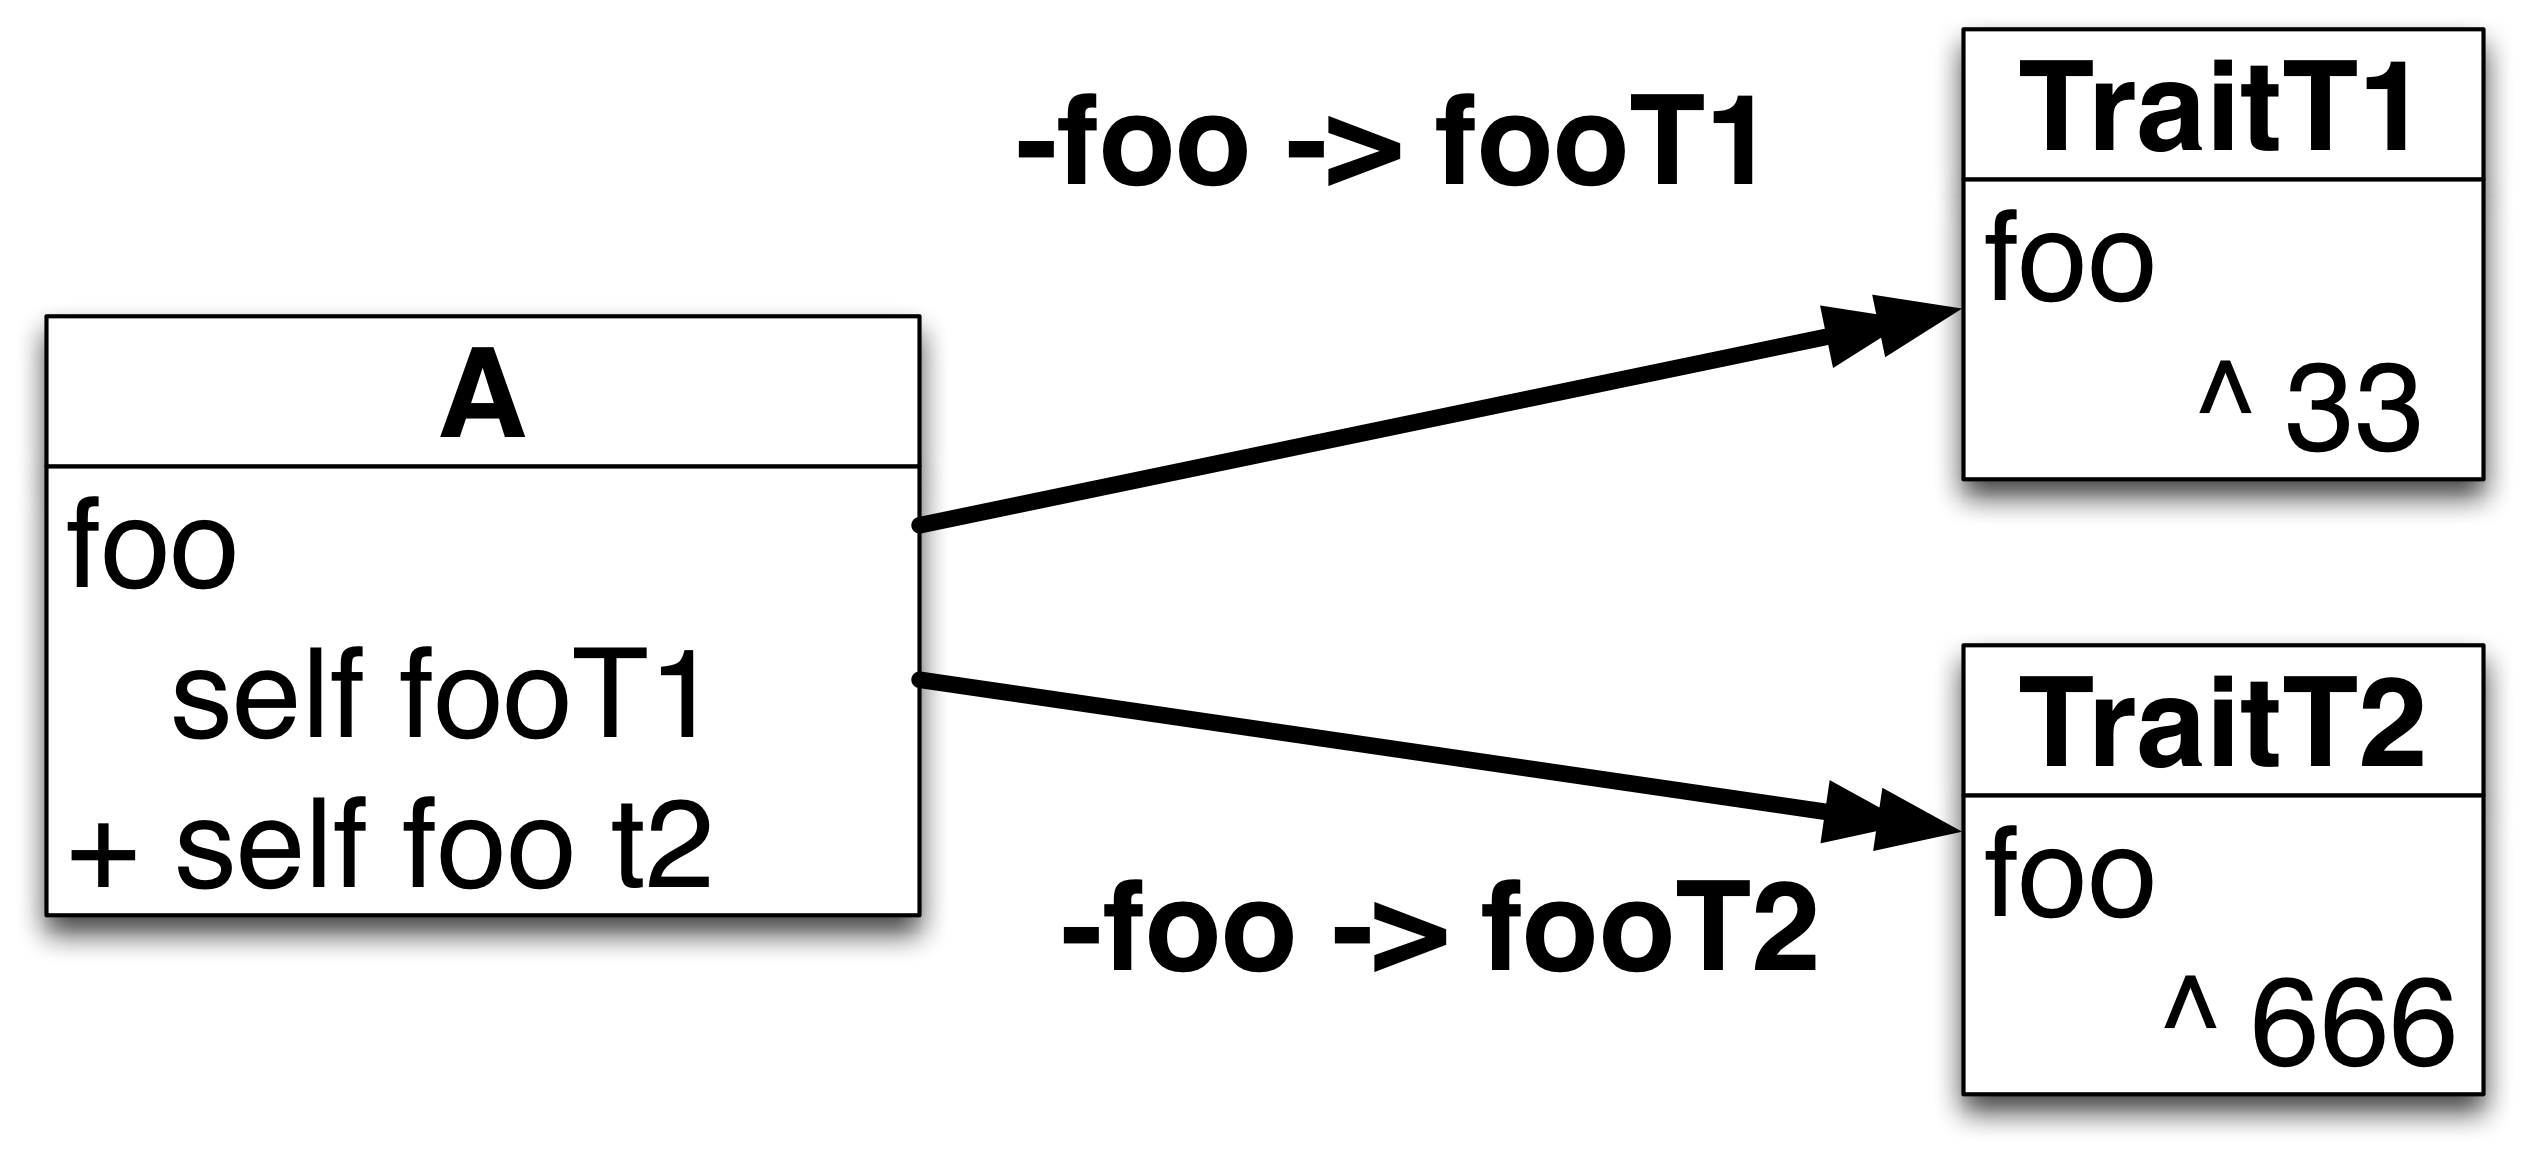 A
foo
self fooT1
+ self foo t2
-foo -> fooT1
TraitT1
foo
^ 33
-foo -> fooT2
TraitT2
foo
^ 666